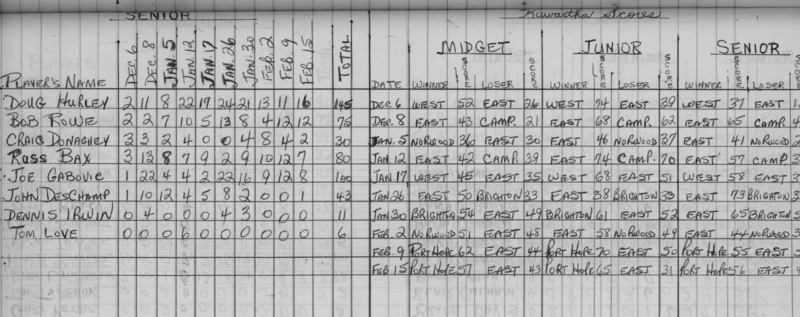 SENIOR Kawartha Scores
MIDGET JUNIOR SENIOR
PLAYER'S NAME DEC. 6 DEC. 8 JAN. 5 JAN. 12 JAN. 17 JAN. 26 JAN. 30 FEB. 2 FEB. 9 FEB. 15 TOTAL DATE WINNER SCORE LOSER SCORE WINNER SCORE LOSER SCORE WINNER SCORE LOSER
DOUG HURLEY 2 11 8 22 17 24 21 13 11 16 145 DEC. 6 WEST 52 EAST 26 WEST 74 EAST 29 WEST 37 EAST
BOB ROWE 2 2 7 10 5 13 8 4 12 12 75 DEC. 8 EAST 43 CAMP. 21 EAST 68 CAMP. 62 EAST 65 CAMP.
CRAIG DONAGHEY 3 3 2 4 0 0 4 8 4 2 30 JAN. 5 NORWOOD 36 EAST 30 EAST 46 NORWOOD 37 EAST 41 NORWOOD
RUSS BAX 3 13 8 7 9 2 9 10 12 7 80 JAN. 12 EAST 42 CAMP. 39 EAST 74 CAMP. 70 EAST 57 CAMP.
JOE GABOVIC 1 22 4 4 2 22 16 9 12 8 100 JAN. 17 WEST 45 EAST 35 WEST 68 EAST 51 WEST 58 EAST
JOHN DESCHAMP 1 10 12 4 5 8 2 0 0 1 43 JAN. 26 EAST 50 BRIGHTON 33 EAST 38 BRIGHTON 33 EAST 73 BRIGHTON
DENNIS IRWIN 0 4 0 0 0 4 3 0 0 0 11 JAN. 30 BRIGHTON 54 EAST 49 BRIGHTON 61 EAST 52 EAST 65 BRIGHTON
TOM LOVE 0 0 0 6 0 0 0 0 0 0 6 FEB. 2 NORWOOD 51 EAST 48 EAST 58 NORWOOD 49 EAST 44 NORWOOD
FEB. 9 PORT HOPE 62 EAST 44 PORT HOPE 70 EAST 50 PORT HOPE 55 EAST
FEB. 15 PORT HOPE 57 EAST 43 PORT HOPE 65 EAST 31 PORT HOPE 56 EAST